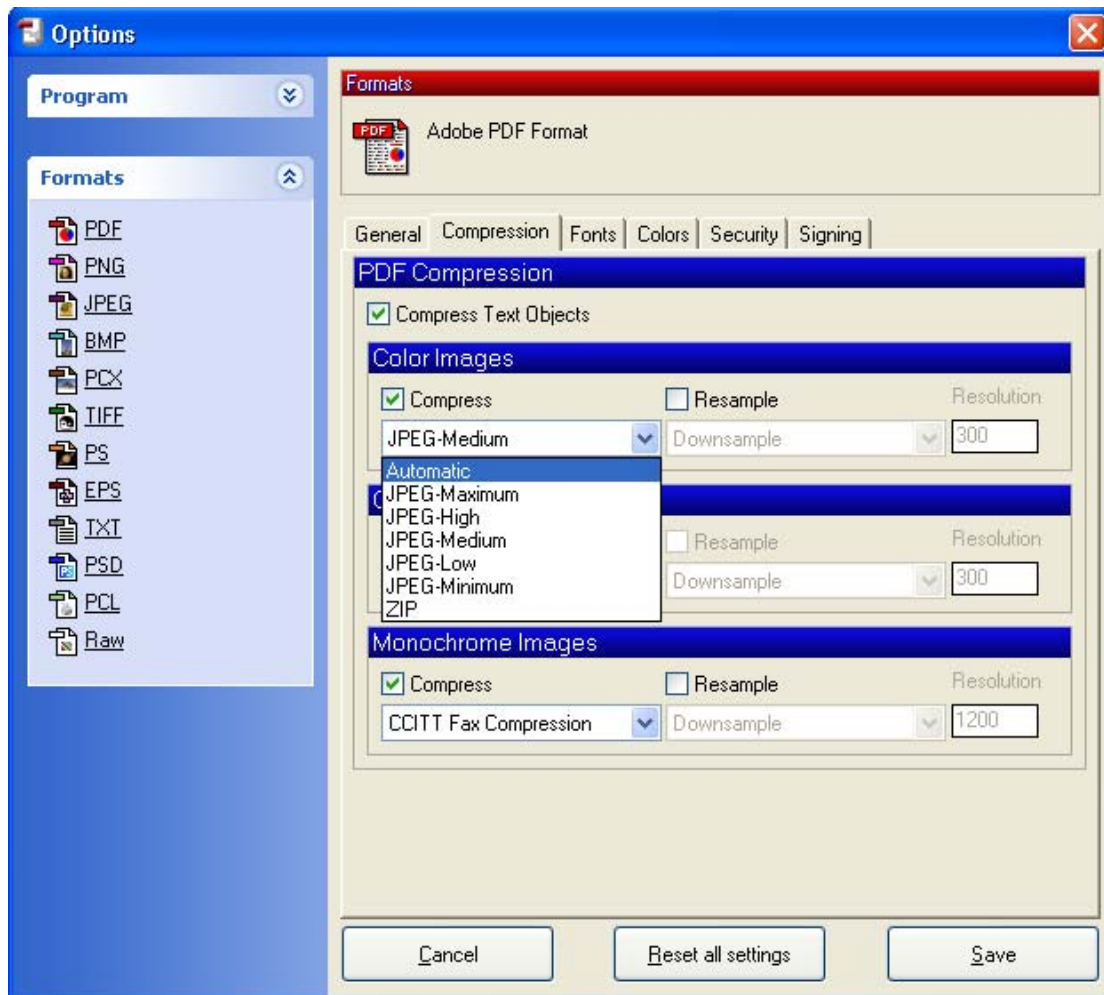 Options
Program
Formats
PDF
PNG
JPEG
BMP
PCX
TIFF
PS
EPS
TXT
PSD
PCL
Raw
Formats
PDF
Adobe PDF Format
General Compression Fonts Colors Security Signing
PDF Compression
Compress Text Objects
Color Images
Compress Resample Resolution
JPEG-Medium Downsample 300
Automatic
JPEG-Maximum
JPEG-High
JPEG-Medium
JPEG-Low
JPEG-Minimum
ZIP
Resample Resolution
Downsample 300
Monochrome Images
Compress Resample Resolution
CCITT Fax Compression Downsample 1200
Cancel Reset all settings Save